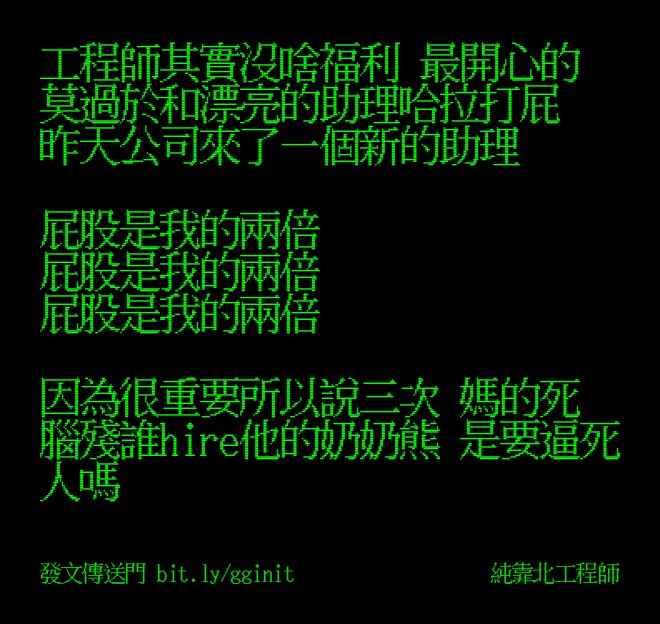 工程師其實沒啥福利 最開心的
莫過於和漂亮的助理哈拉打屁
昨天公司來了一個新的助理
屁股是我的兩倍
屁股是我的兩倍
屁股是我的兩倍
因為很重要所以說三次 媽的死
腦殘誰hire他的奶奶熊 是要逼死
人嗎
發文傳送門 bit.ly/gginit
純靠北工程師